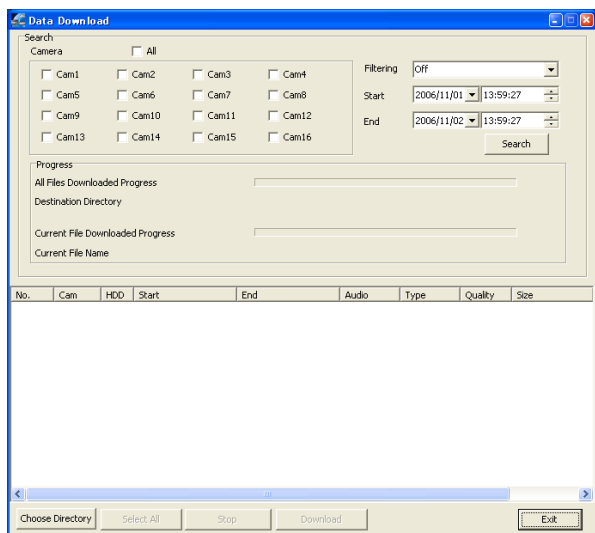 Data Download
Search
Camera All
Cam1 Cam2 Cam3 Cam4
Cam5 Cam6 Cam7 Cam8
Cam9 Cam10 Cam11 Cam12
Cam13 Cam14 Cam15 Cam16
Filtering Off
Start 2006/11/01 13:59:27
End 2006/11/02 13:59:27
Search
Progress
All Files Downloaded Progress
Destination Directory
Current File Downloaded Progress
Current File Name
No. Cam HDD Start End Audio Type Quality Size
Choose Directory Select All Stop Download Exit